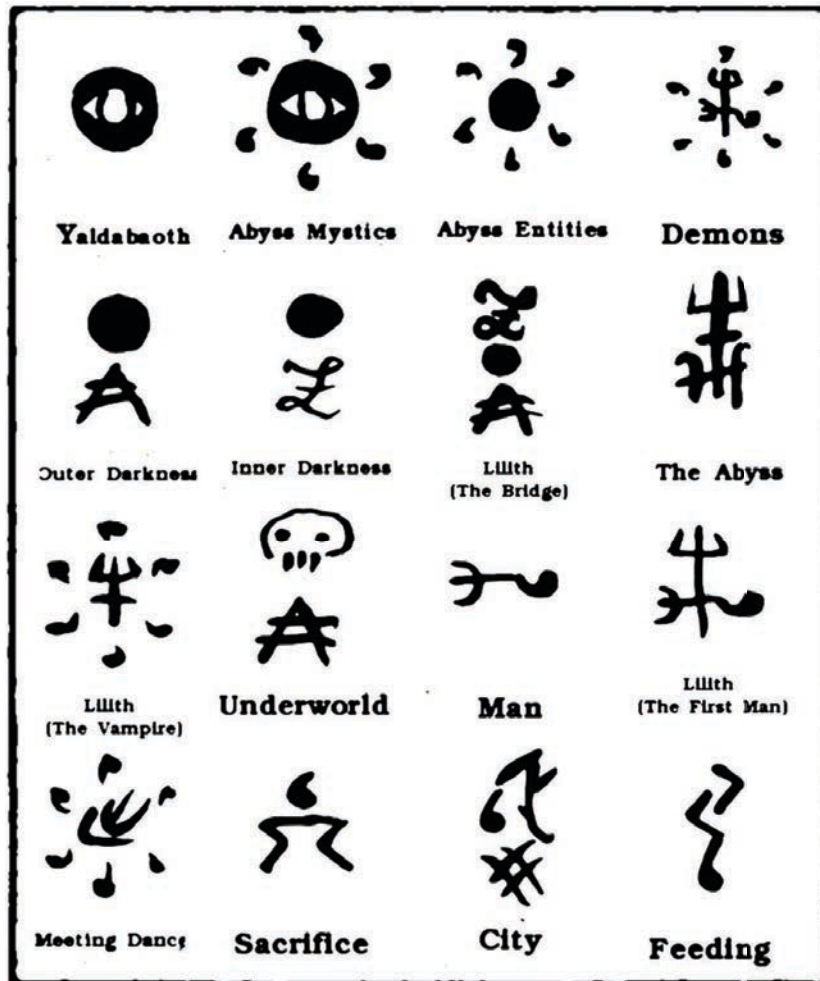 Yaldabaoth Abyss Mystics Abyss Entities Demons
Outer Darkness Inner Darkness Lilith The Abyss
(The Bridge)
Lilith Underworld Man Lilith
(The Vampire) (The First Man)
Meeting Dance Sacrifice City Feeding